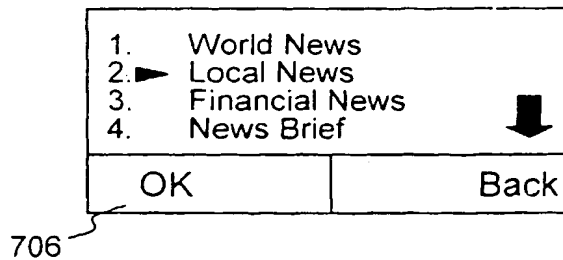 1. World News
2. Local News
3. Financial News
4. News Brief
OK Back
706